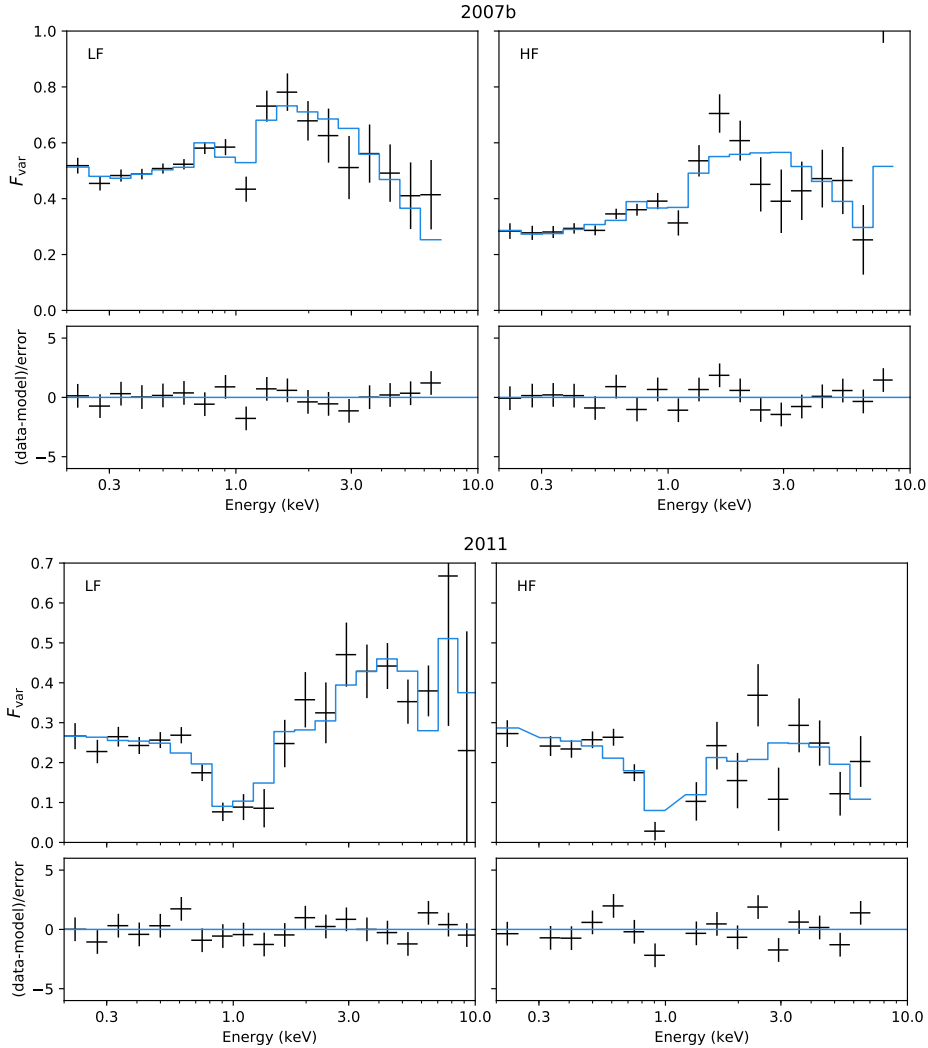 2007b
LF
HF
1.0
0.8
0.6
0.4
0.2
0.0
F_var
5
0
−5
(data-model)/error
0.3 1.0 3.0 10.0
0.3 1.0 3.0 10.0
Energy (keV)
Energy (keV)
2011
LF
HF
0.7
0.6
0.5
0.4
0.3
0.2
0.1
0.0
F_var
5
0
−5
(data-model)/error
0.3 1.0 3.0 10.0
0.3 1.0 3.0 10.0
Energy (keV)
Energy (keV)